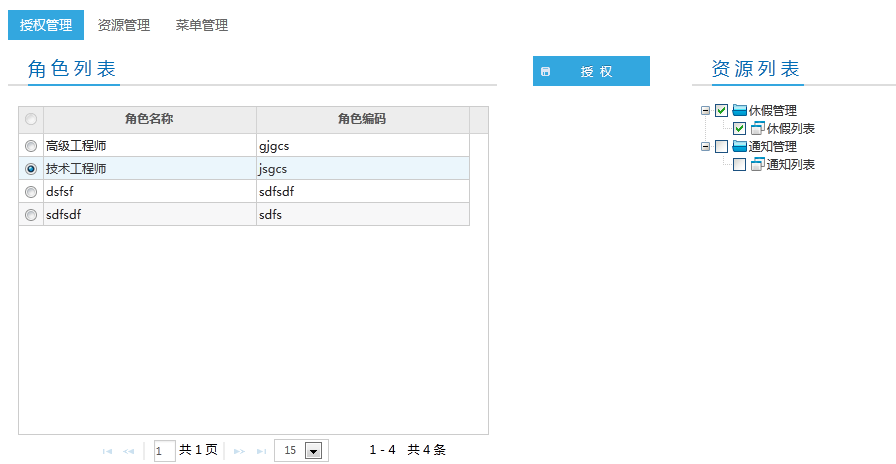 授权管理 资源管理 菜单管理
角色列表
授 权
资源列表
角色名称 角色编码
高级工程师 gjgcs
技术工程师 jsgcs
dsfsf sdfsdf
sdfsdf sdfs
休假管理
休假列表
通知管理
通知列表
1 共 1 页 15 1 - 4 共 4 条